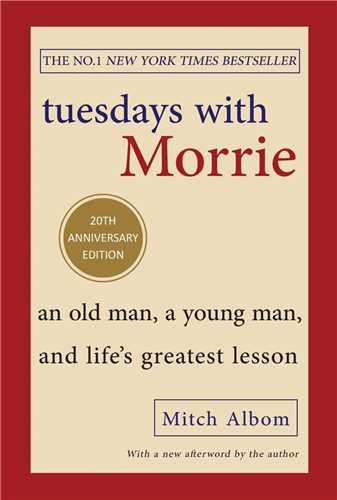 THE NO.1 NEW YORK TIMES BESTSELLER
tuesdays with
Morrie
20TH
ANNIVERSARY
EDITION
an old man, a young man,
and life's greatest lesson
Mitch Albom
With a new afterword by the author